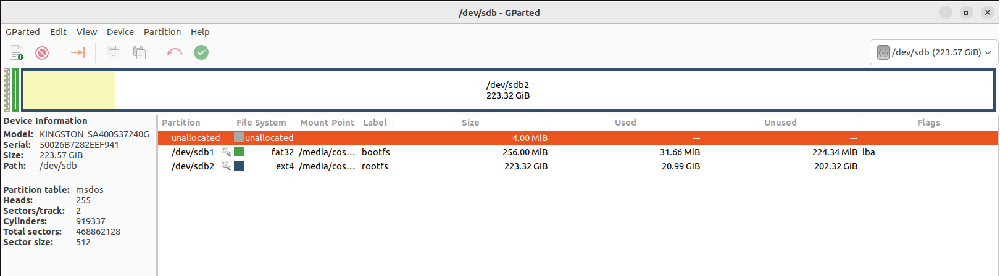 /dev/sdb - GParted
GParted Edit View Device Partition Help
/dev/sdb (223.57 GiB)
/dev/sdb2
223.32 GiB
Device Information
Model: KINGSTON SA400S37240G
Serial: 50026B7282EEF941
Size: 223.57 GiB
Path: /dev/sdb
Partition table: msdos
Heads: 255
Sectors/track: 2
Cylinders: 919337
Total sectors: 468862128
Sector size: 512
Partition File System Mount Point Label Size Used Unused Flags
unallocated unallocated 4.00 MiB --- ---
/dev/sdb1 fat32 /media/cos... bootfs 256.00 MiB 31.66 MiB 224.34 MiB lba
/dev/sdb2 ext4 /media/cos... rootfs 223.32 GiB 20.99 GiB 202.32 GiB